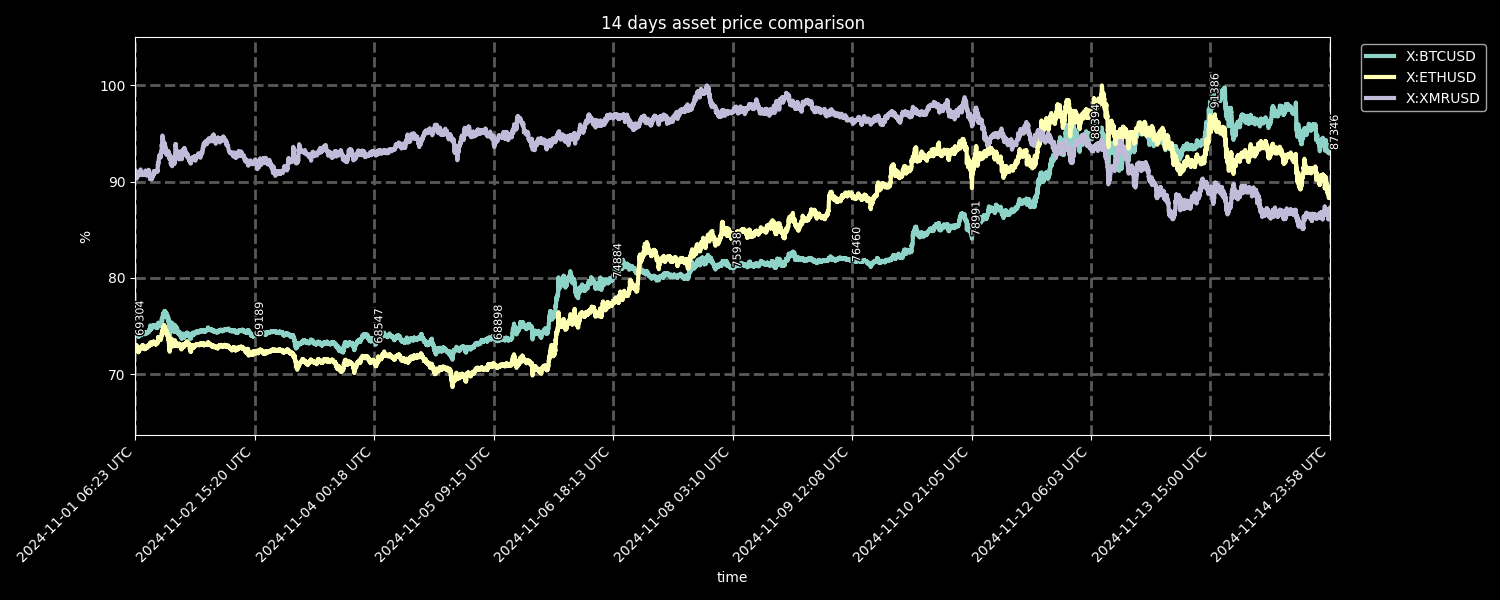 14 days asset price comparison
X:BTCUSD
X:ETHUSD
X:XMRUSD
%
100
90
80
70
69304
69189
68547
68898
74884
75938
76460
78991
88394
91386
87346
2024-11-01 06:23 UTC
2024-11-02 15:20 UTC
2024-11-04 00:18 UTC
2024-11-05 09:15 UTC
2024-11-06 18:13 UTC
2024-11-08 03:10 UTC
2024-11-09 12:08 UTC
2024-11-10 21:05 UTC
2024-11-12 06:03 UTC
2024-11-13 15:00 UTC
2024-11-14 23:58 UTC
time